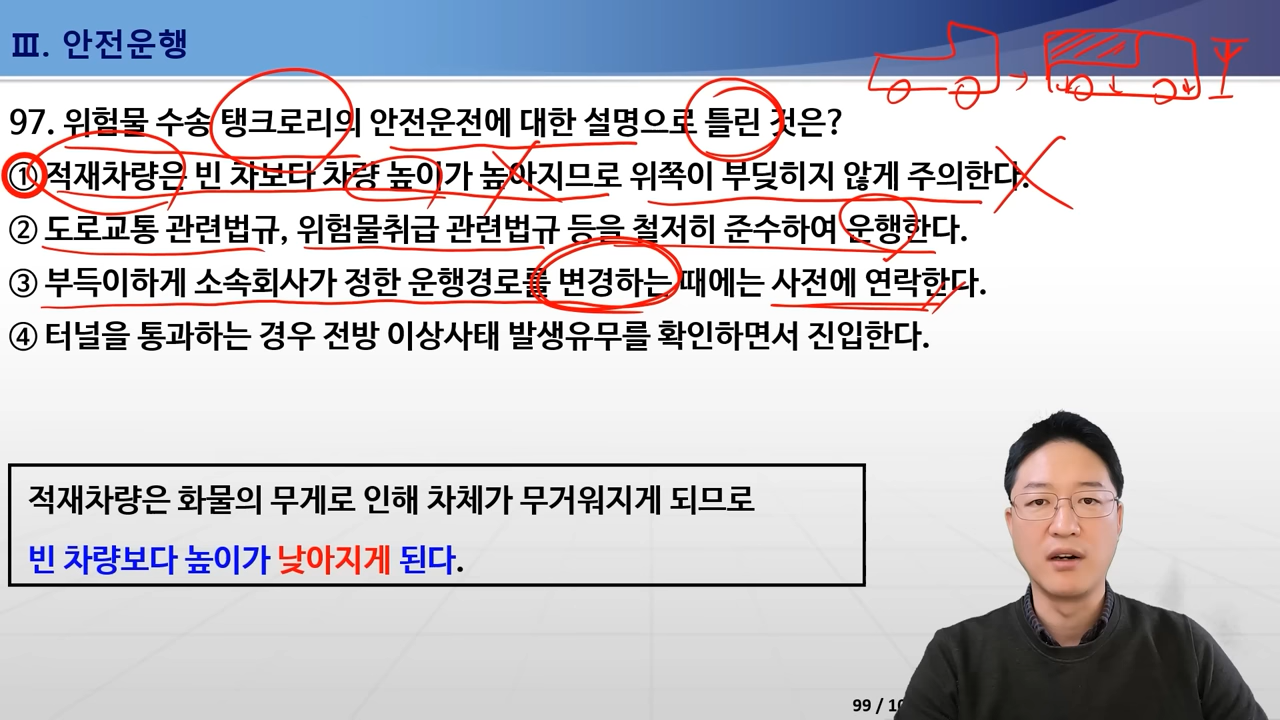 Ⅲ. 안전운행
97. 위험물 수송 탱크로리의 안전운전에 대한 설명으로 틀린 것은?
① 적재차량은 빈 차보다 차량 높이가 높아지므로 위쪽이 부딪히지 않게 주의한다.
② 도로교통 관련법규, 위험물취급 관련법규 등을 철저히 준수하여 운행한다.
③ 부득이하게 소속회사가 정한 운행경로를 변경하는 때에는 사전에 연락한다.
④ 터널을 통과하는 경우 전방 이상사태 발생유무를 확인하면서 진입한다.
적재차량은 화물의 무게로 인해 차체가 무거워지게 되므로
빈 차량보다 높이가 낮아지게 된다.
99 /